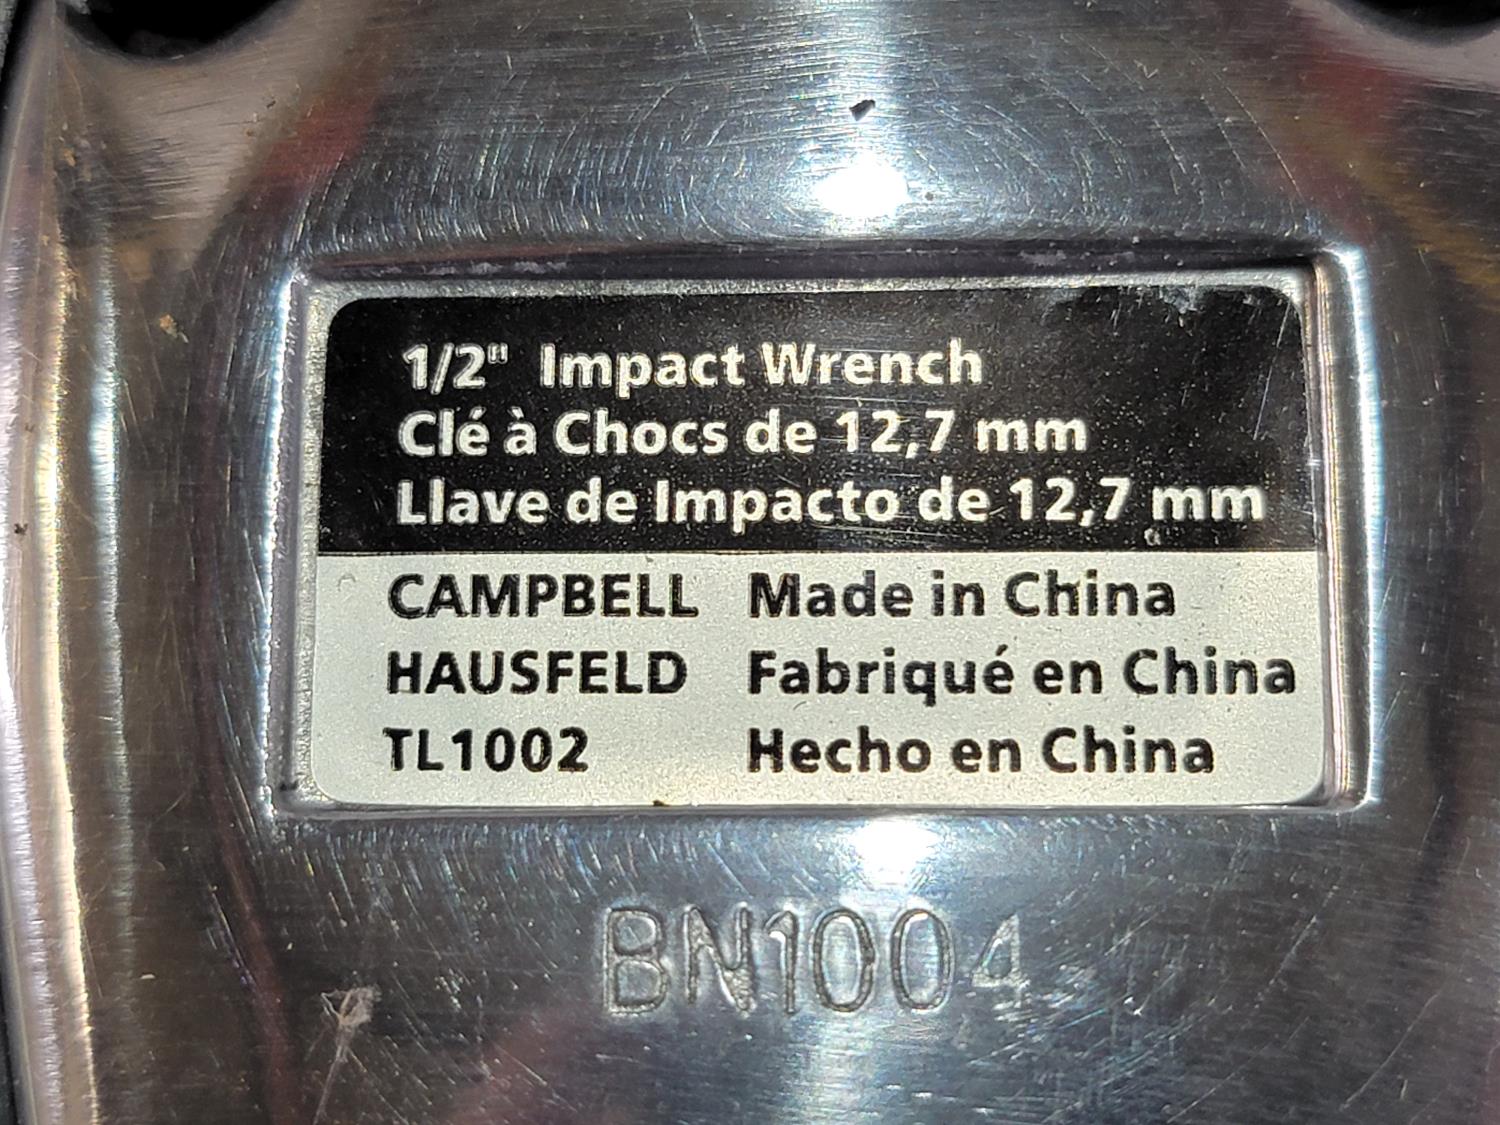 1/2" Impact Wrench
Clé à Chocs de 12,7 mm
Llave de Impacto de 12,7 mm
CAMPBELL Made in China
HAUSFELD Fabriqué en China
TL1002 Hecho en China
BN1004